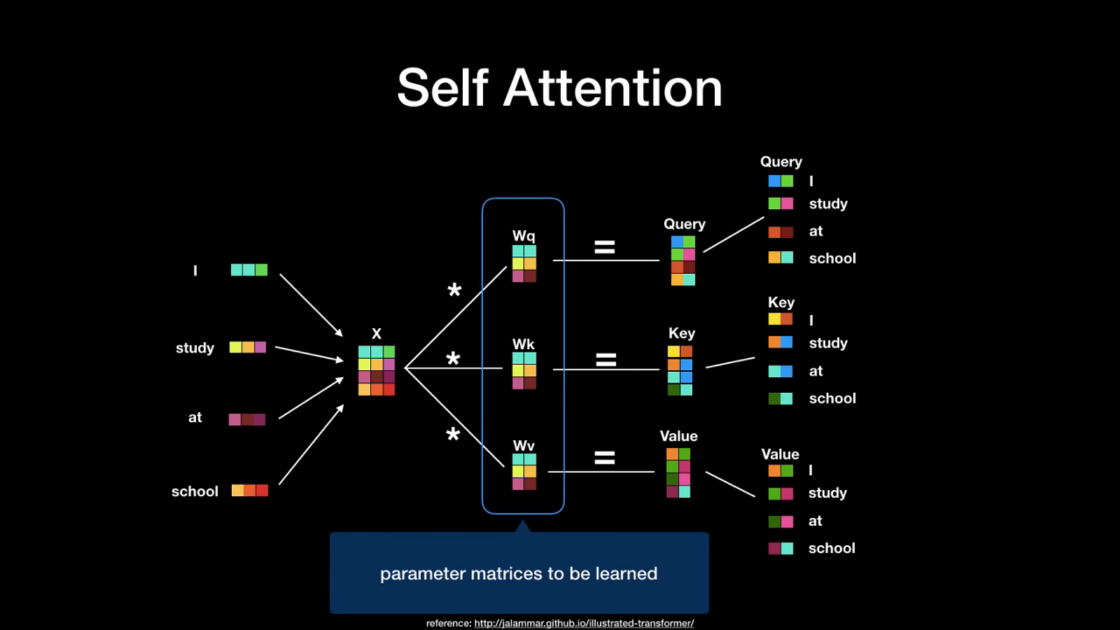 Self Attention
I
study
at
school
X
*
*
*
Wq
Wk
Wv
=
=
=
Query
Key
Value
Query
I
study
at
school
Key
I
study
at
school
Value
I
study
at
school
parameter matrices to be learned
reference: http://jalammar.github.io/illustrated-transformer/